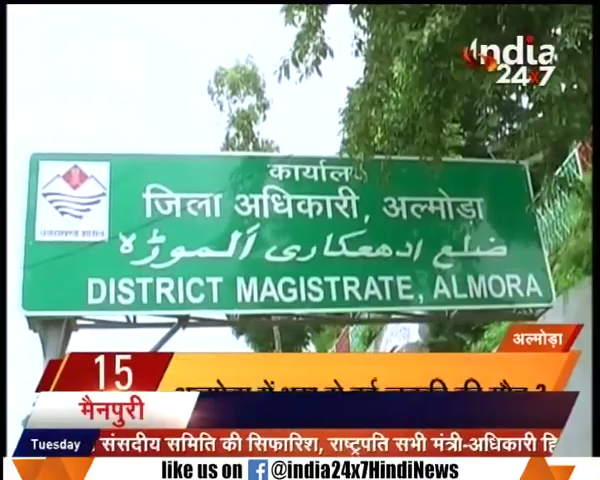 India
24x7
कार्यालय
जिला अधिकारी, अल्मोड़ा
ضلع ادھیکاری الموڑہ
DISTRICT MAGISTRATE, ALMORA
उत्तराखण्ड शासन
अल्मोड़ा
15
मैनपुरी
Tuesday
संसदीय समिति की सिफारिश, राष्ट्रपति सभी मंत्री-अधिकारी हि
like us on f @india24x7HindiNews